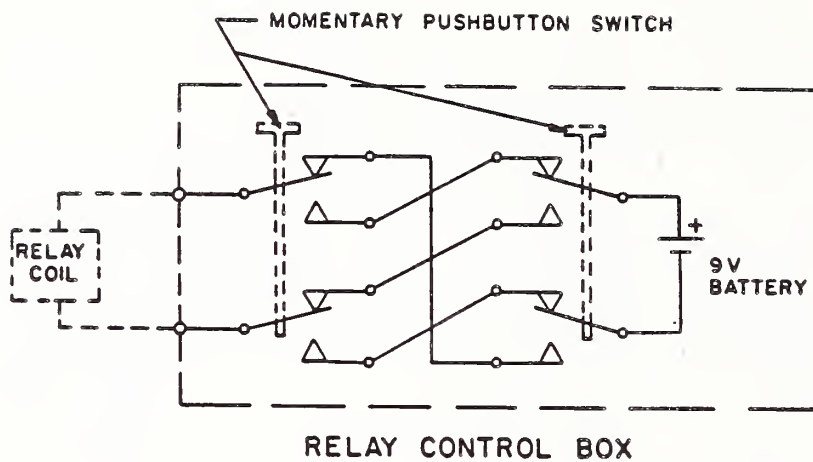 MOMENTARY PUSHBUTTON SWITCH
RELAY
COIL
+
9V
BATTERY
RELAY CONTROL BOX